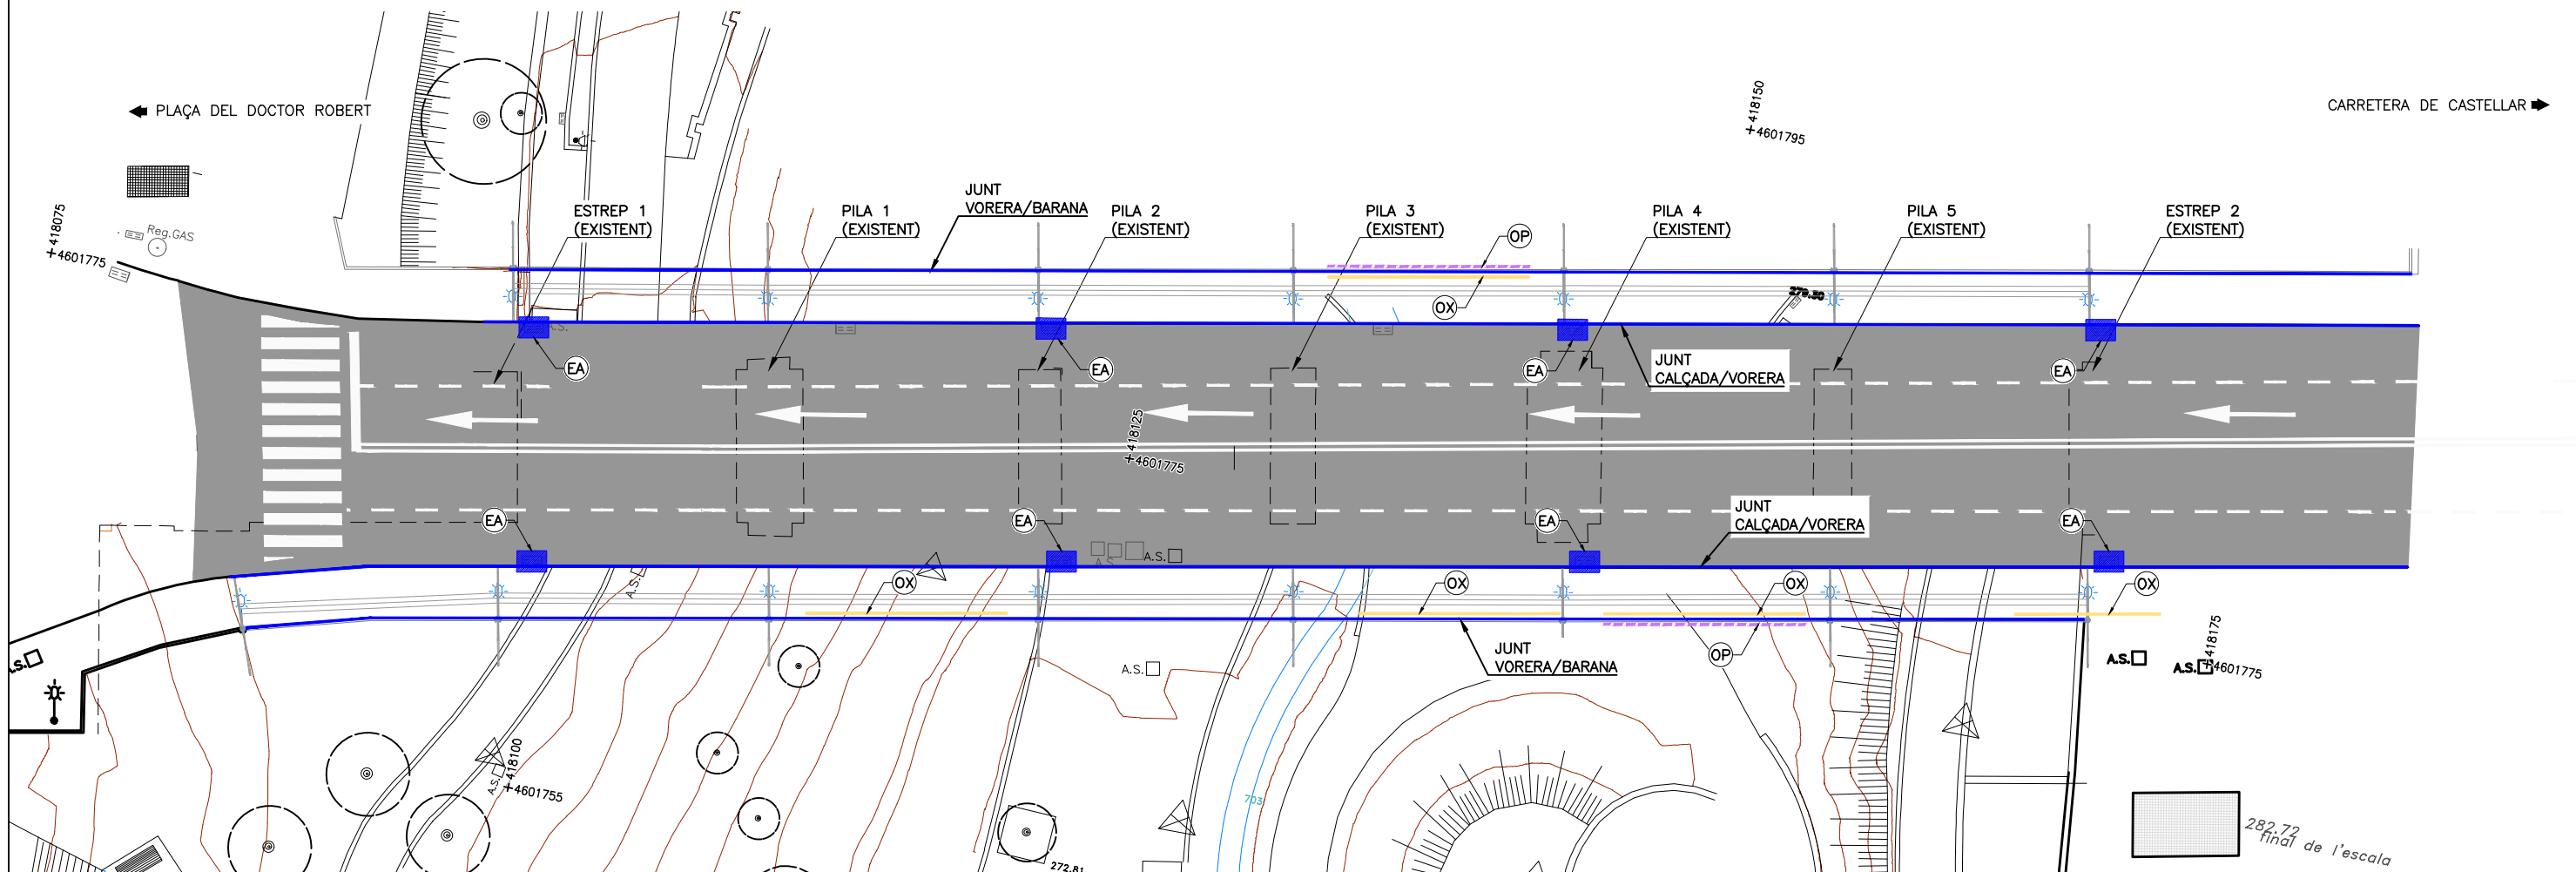 PLAÇA DEL DOCTOR ROBERT
CARRETERA DE CASTELLAR
+418150
+4601795
+418075
+4601775
Reg.GAS
ESTREP 1
(EXISTENT)
PILA 1
(EXISTENT)
JUNT
VORERA/BARANA
PILA 2
(EXISTENT)
PILA 3
(EXISTENT)
OP
PILA 4
(EXISTENT)
PILA 5
(EXISTENT)
ESTREP 2
(EXISTENT)
OX
279.50
A.S.
EA
EA
EA
EA
JUNT
CALÇADA/VORERA
418125
+4601775
EA
EA
EA
EA
JUNT
CALÇADA/VORERA
A.S.
A.S.
A.S.
OX
OX
OX
OX
OP
JUNT
VORERA/BARANA
A.S.
A.S.
A.S.
A.S.
418175
4601775
418100
+4601755
A.S.
703
272.81
282.72
final de l'escala